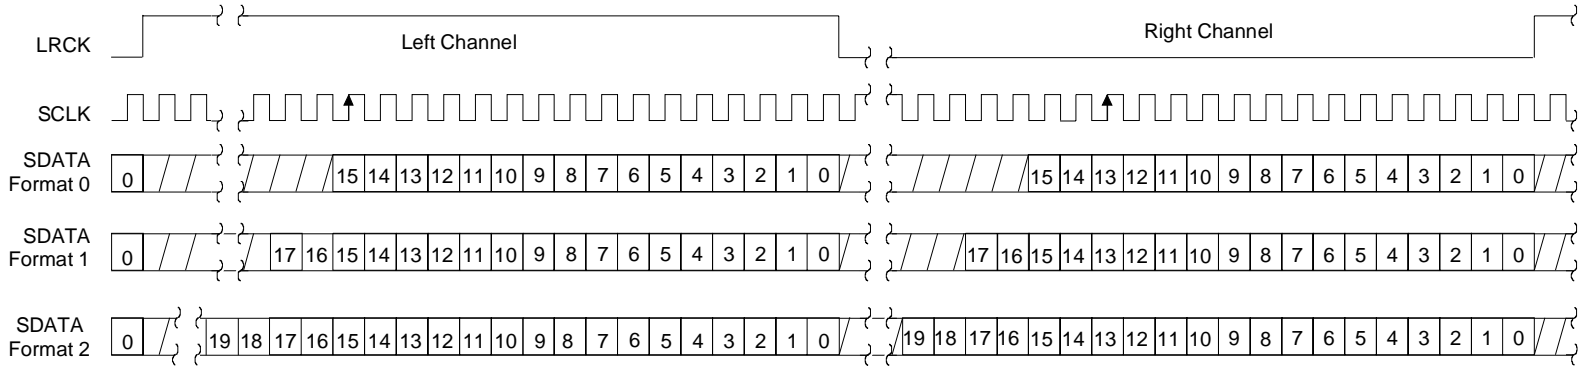 LRCK Left Channel Right Channel
SCLK
SDATA
Format 0
0 15 14 13 12 11 10 9 8 7 6 5 4 3 2 1 0 15 14 13 12 11 10 9 8 7 6 5 4 3 2 1 0
SDATA
Format 1
0 17 16 15 14 13 12 11 10 9 8 7 6 5 4 3 2 1 0 17 16 15 14 13 12 11 10 9 8 7 6 5 4 3 2 1 0
SDATA
Format 2
0 19 18 17 16 15 14 13 12 11 10 9 8 7 6 5 4 3 2 1 0 19 18 17 16 15 14 13 12 11 10 9 8 7 6 5 4 3 2 1 0